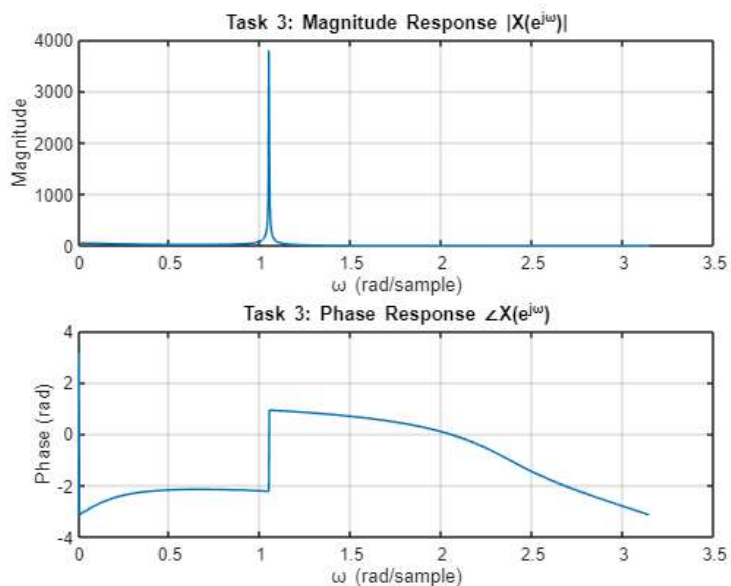 Task 3: Magnitude Response |X(e^jω)|
4000
3000
2000
1000
0
Magnitude
0 0.5 1 1.5 2 2.5 3 3.5
ω (rad/sample)
Task 3: Phase Response ∠X(e^jω)
4
2
0
-2
-4
Phase (rad)
0 0.5 1 1.5 2 2.5 3 3.5
ω (rad/sample)